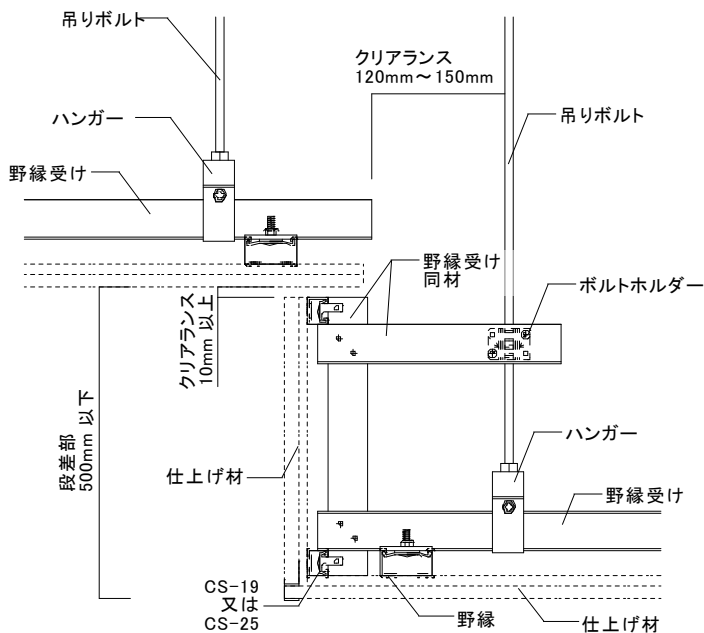 吊りボルト
クリアランス
120mm～150mm
ハンガー
吊りボルト
野縁受け
野縁受け
同材
ボルトホルダー
クリアランス
10mm 以上
段差部
500mm 以下
仕上げ材
ハンガー
野縁受け
CS-19
又は
CS-25
野縁
仕上げ材